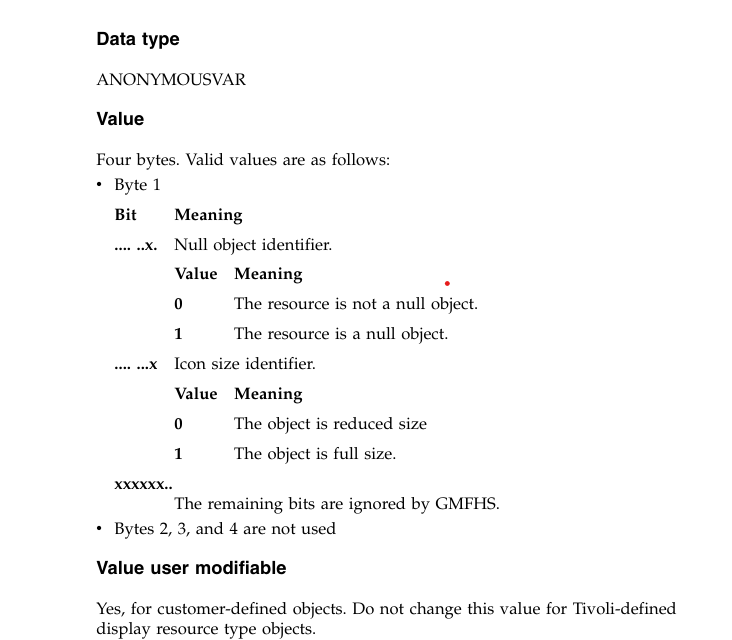 Data type
ANONYMOUSVAR
Value
Four bytes. Valid values are as follows:
• Byte 1
Bit Meaning
.... ..x. Null object identifier.
Value Meaning
0 The resource is not a null object.
1 The resource is a null object.
.... ...x Icon size identifier.
Value Meaning
0 The object is reduced size
1 The object is full size.
xxxxxx..
The remaining bits are ignored by GMFHS.
• Bytes 2, 3, and 4 are not used
Value user modifiable
Yes, for customer-defined objects. Do not change this value for Tivoli-defined
display resource type objects.